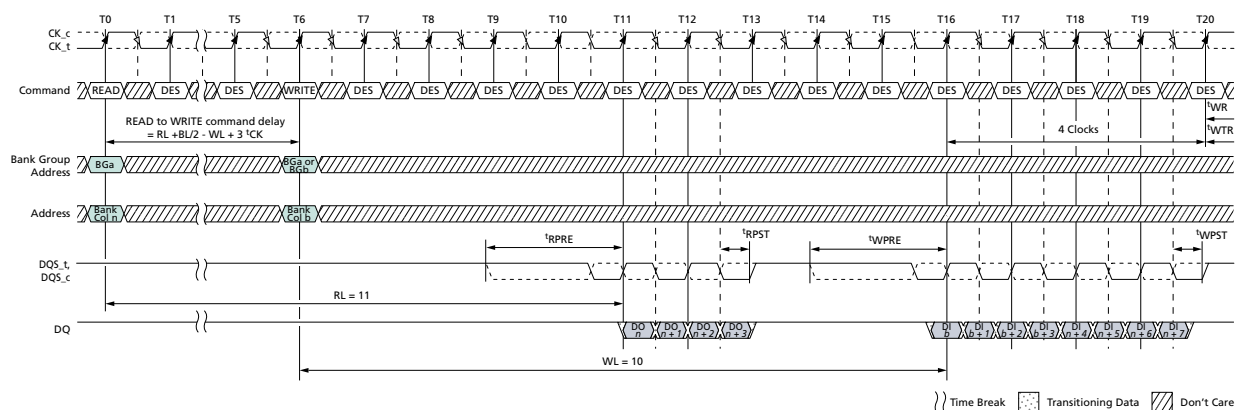 T0 T1 T5 T6 T7 T8 T9 T10 T11 T12 T13 T14 T15 T16 T17 T18 T19 T20
CK_c
CK_t
Command READ DES DES WRITE DES DES DES DES DES DES DES DES DES DES DES DES DES DES
tWR
READ to WRITE command delay
= RL +BL/2 - WL + 3 tCK
4 Clocks
tWTR
Bank Group
Address
BGa
BGa or
BGb
Address
Bank
Col n
Bank
Col b
tRPRE tRPST tWPRE tWPST
DQS_t,
DQS_c
RL = 11
DQ
DO
n
DO
n + 1
DO
n + 2
DO
n + 3
DI
b
DI
b + 1
DI
b + 2
DI
b + 3
DI
n + 4
DI
n + 5
DI
n + 6
DI
n + 7
WL = 10
Time Break Transitioning Data Don't Care